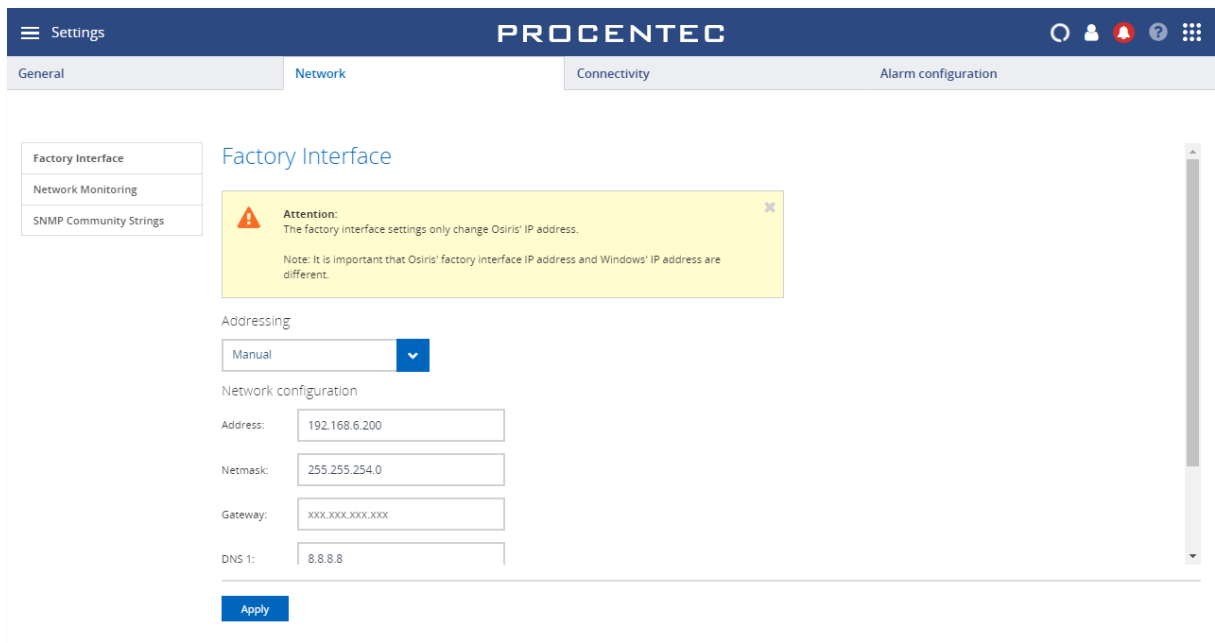 Settings
PROCENTEC
General
Network
Connectivity
Alarm configuration
Factory Interface
Network Monitoring
SNMP Community Strings
Factory Interface
Attention:
The factory interface settings only change Osiris' IP address.
Note: It is important that Osiris' factory interface IP address and Windows' IP address are
different.
Addressing
Manual
Network configuration
Address: 192.168.6.200
Netmask: 255.255.254.0
Gateway: xxx.xxx.xxx.xxx
DNS 1: 8.8.8.8
Apply